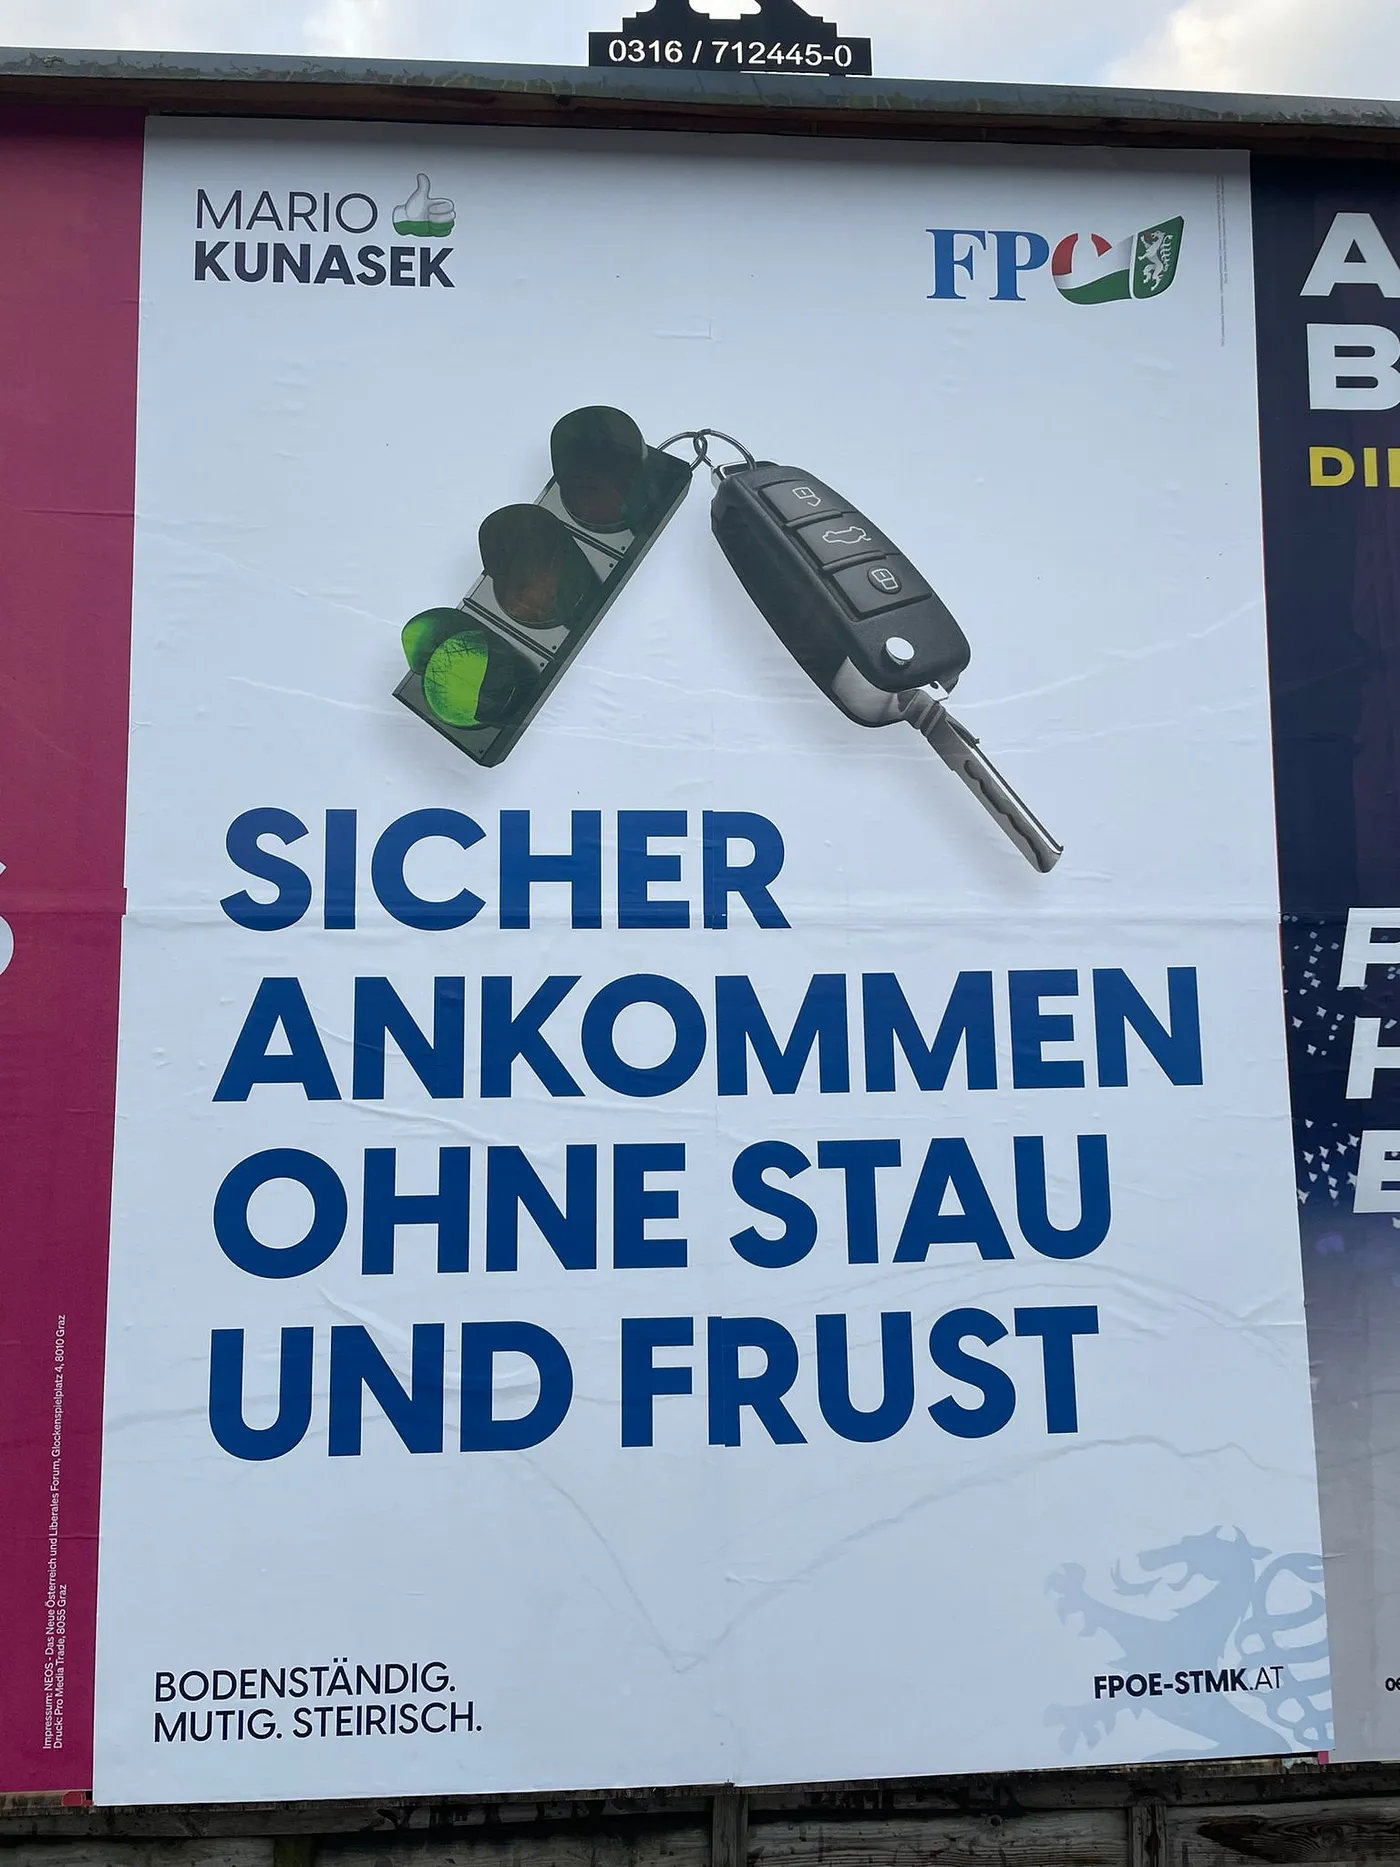 0316 / 712445-0
MARIO
KUNASEK
FPÖ
SICHER
ANKOMMEN
OHNE STAU
UND FRUST
BODENSTÄNDIG.
MUTIG. STEIRISCH.
FPOE-STMK.AT
Impressum: NEOS - Das Neue Österreich und Liberales Forum, Glockenspielplatz 4, 8010 Graz
Druck: Pro Media Trade, 8055 Graz
A
B